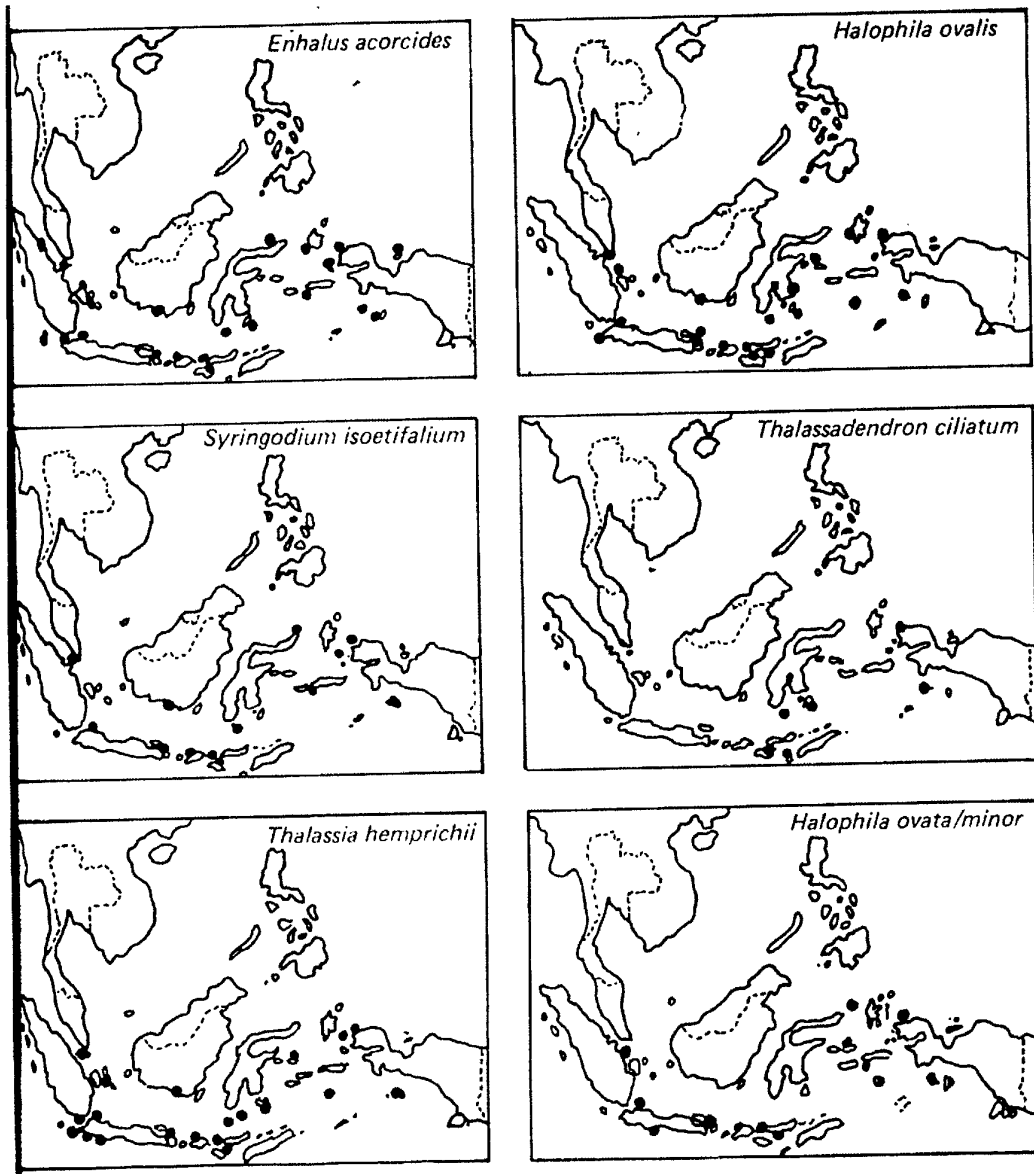 Enhalus acorcides
Halophila ovalis
Syringodium isoetifalium
Thalassadendron ciliatum
Thalassia hemprichii
Halophila ovata/minor